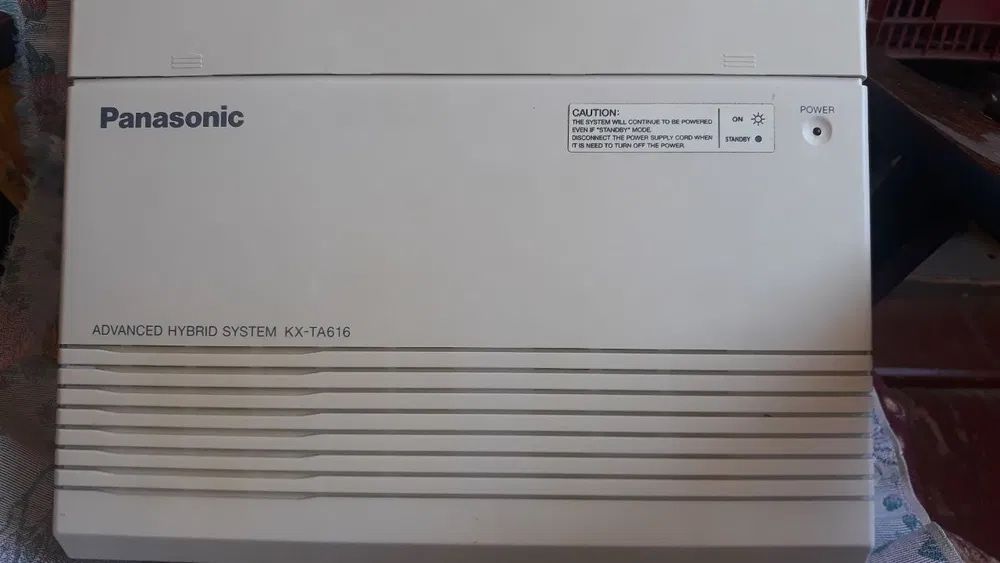 Panasonic
CAUTION:
THE SYSTEM WILL CONTINUE TO BE POWERED
EVEN IF "STANDBY" MODE.
DISCONNECT THE POWER SUPPLY CORD WHEN
IT IS NEED TO TURN OFF THE POWER.
ON
STANDBY
POWER
ADVANCED HYBRID SYSTEM KX-TA616